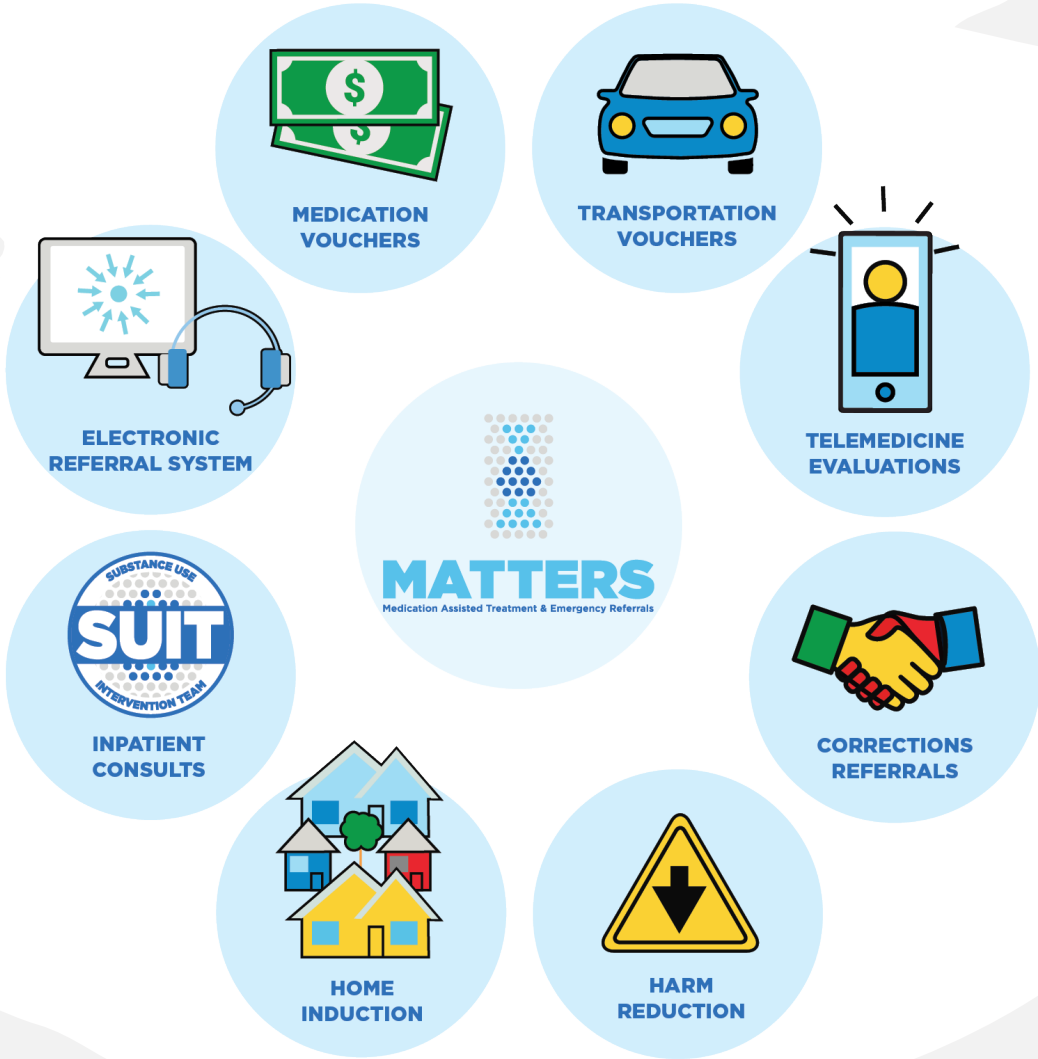 $
$
MEDICATION
VOUCHERS
TRANSPORTATION
VOUCHERS
ELECTRONIC
REFERRAL SYSTEM
TELEMEDICINE
EVALUATIONS
MATTERS
Medication Assisted Treatment & Emergency Referrals
SUBSTANCE USE
SUIT
INTERVENTION TEAM
INPATIENT
CONSULTS
CORRECTIONS
REFERRALS
HOME
INDUCTION
HARM
REDUCTION